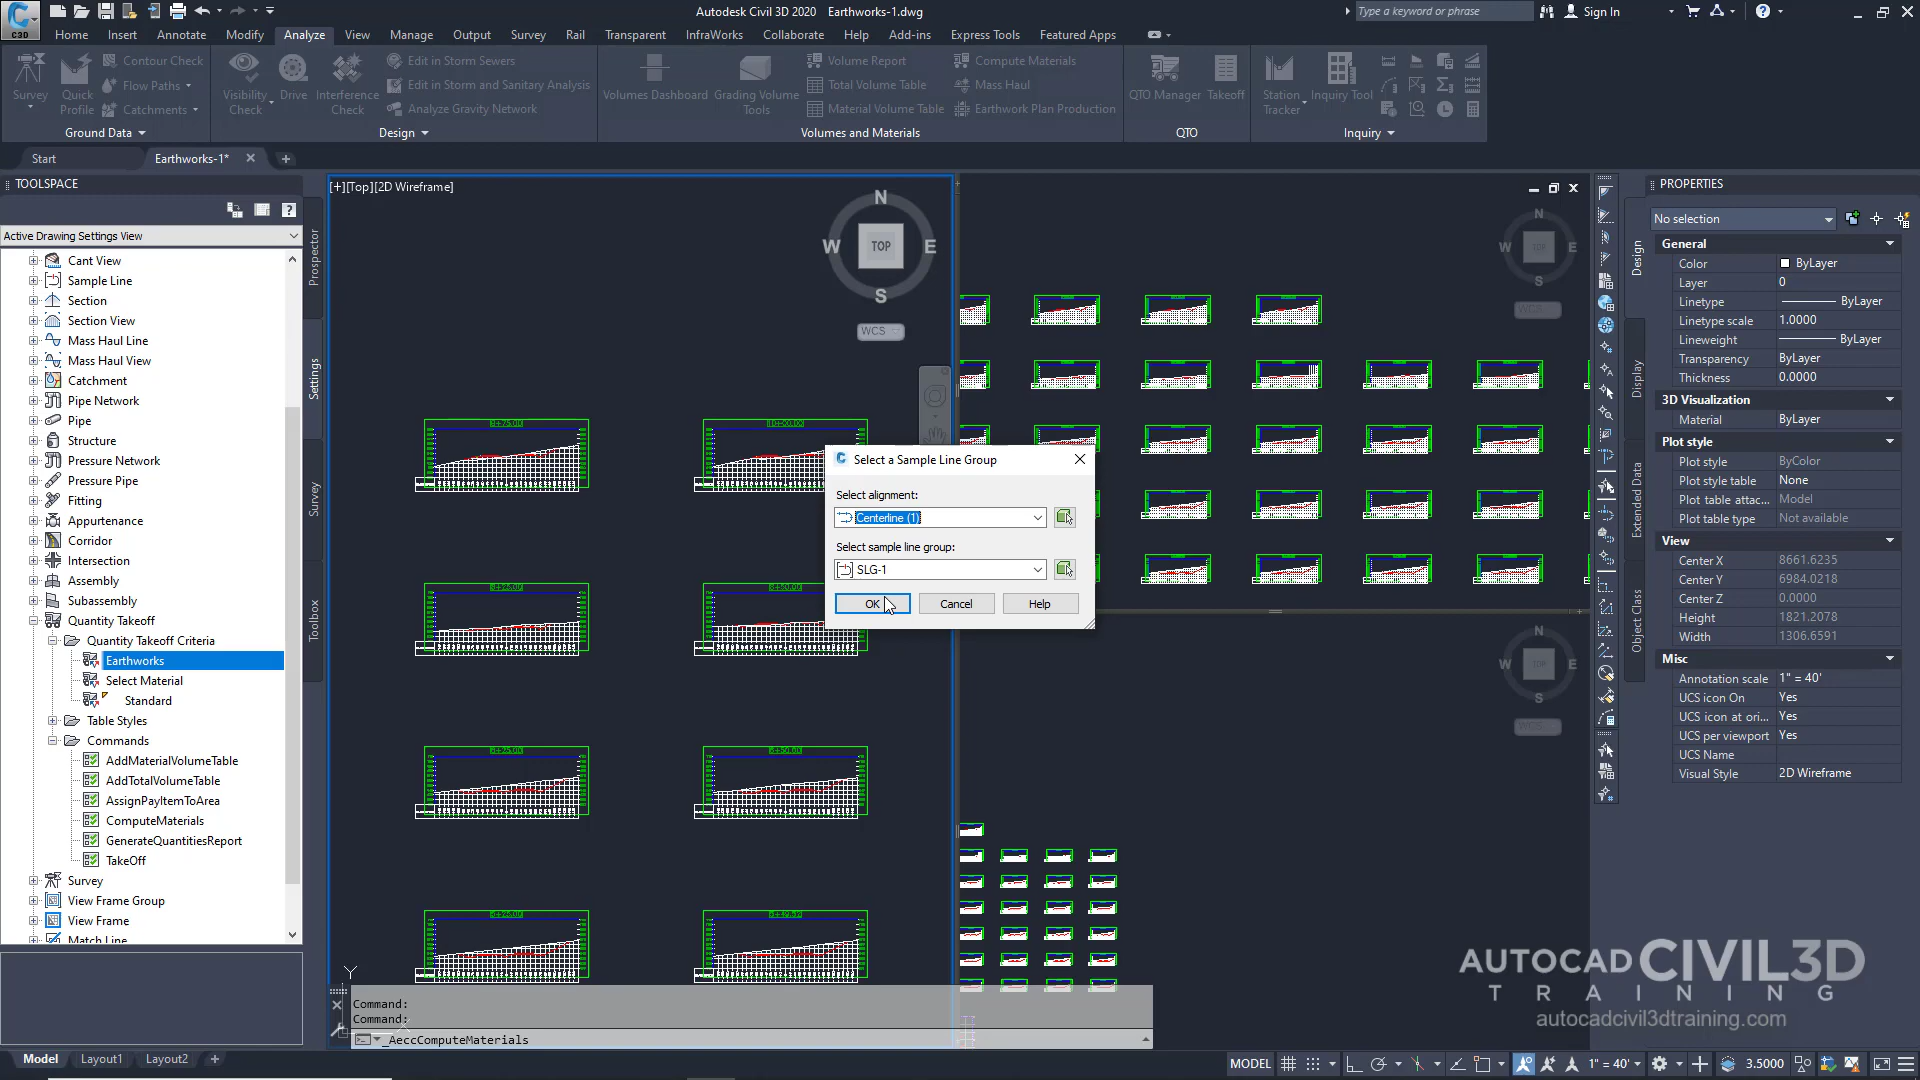 Autodesk Civil 3D 2020 Earthworks-1.dwg
Type a keyword or phrase
Sign In
C3D
Home Insert Annotate Modify Analyze View Manage Output Survey Rail Transparent InfraWorks Collaborate Help Add-ins Express Tools Featured Apps
Survey
Quick Profile
Contour Check
Flow Paths
Catchments
Ground Data
Visibility Check
Drive
Interference Check
Edit in Storm Sewers
Edit in Storm and Sanitary Analysis
Analyze Gravity Network
Design
Volumes Dashboard
Grading Volume Tools
Volume Report
Total Volume Table
Material Volume Table
Compute Materials
Mass Haul
Earthwork Plan Production
Volumes and Materials
QTO Manager
Takeoff
QTO
Station Tracker
Inquiry Tool
Inquiry
Start
Earthworks-1*
TOOLSPACE
Active Drawing Settings View
Cant View
Sample Line
Section
Section View
Mass Haul Line
Mass Haul View
Catchment
Pipe Network
Pipe
Structure
Pressure Network
Pressure Pipe
Fitting
Appurtenance
Corridor
Intersection
Assembly
Subassembly
Quantity Takeoff
Quantity Takeoff Criteria
Earthworks
Select Material
Standard
Table Styles
Commands
AddMaterialVolumeTable
AddTotalVolumeTable
AssignPayItemToArea
ComputeMaterials
GenerateQuantitiesReport
TakeOff
Survey
View Frame Group
View Frame
Match Line
Prospector
Settings
Survey
Toolbox
[+][Top][2D Wireframe]
N
W TOP E
S
WCS
Select a Sample Line Group
Select alignment:
Centerline (1)
Select sample line group:
SLG-1
OK Cancel Help
Y
Command:
Command:
_AeccComputeMaterials
PROPERTIES
No selection
Design
Display
Extended Data
Object Class
General
Color ByLayer
Layer 0
Linetype ByLayer
Linetype scale 1.0000
Lineweight ByLayer
Transparency ByLayer
Thickness 0.0000
3D Visualization
Material ByLayer
Plot style
Plot style ByColor
Plot style table None
Plot table attac... Model
Plot table type Not available
View
Center X 8661.6235
Center Y 6984.0218
Center Z 0.0000
Height 1821.2078
Width 1306.6591
Misc
Annotation scale 1" = 40'
UCS icon On Yes
UCS icon at ori... Yes
UCS per viewport Yes
UCS Name
Visual Style 2D Wireframe
AUTOCAD CIVIL3D
TRAINING
autocadcivil3dtraining.com
Model Layout1 Layout2
MODEL
1" = 40'
3.5000